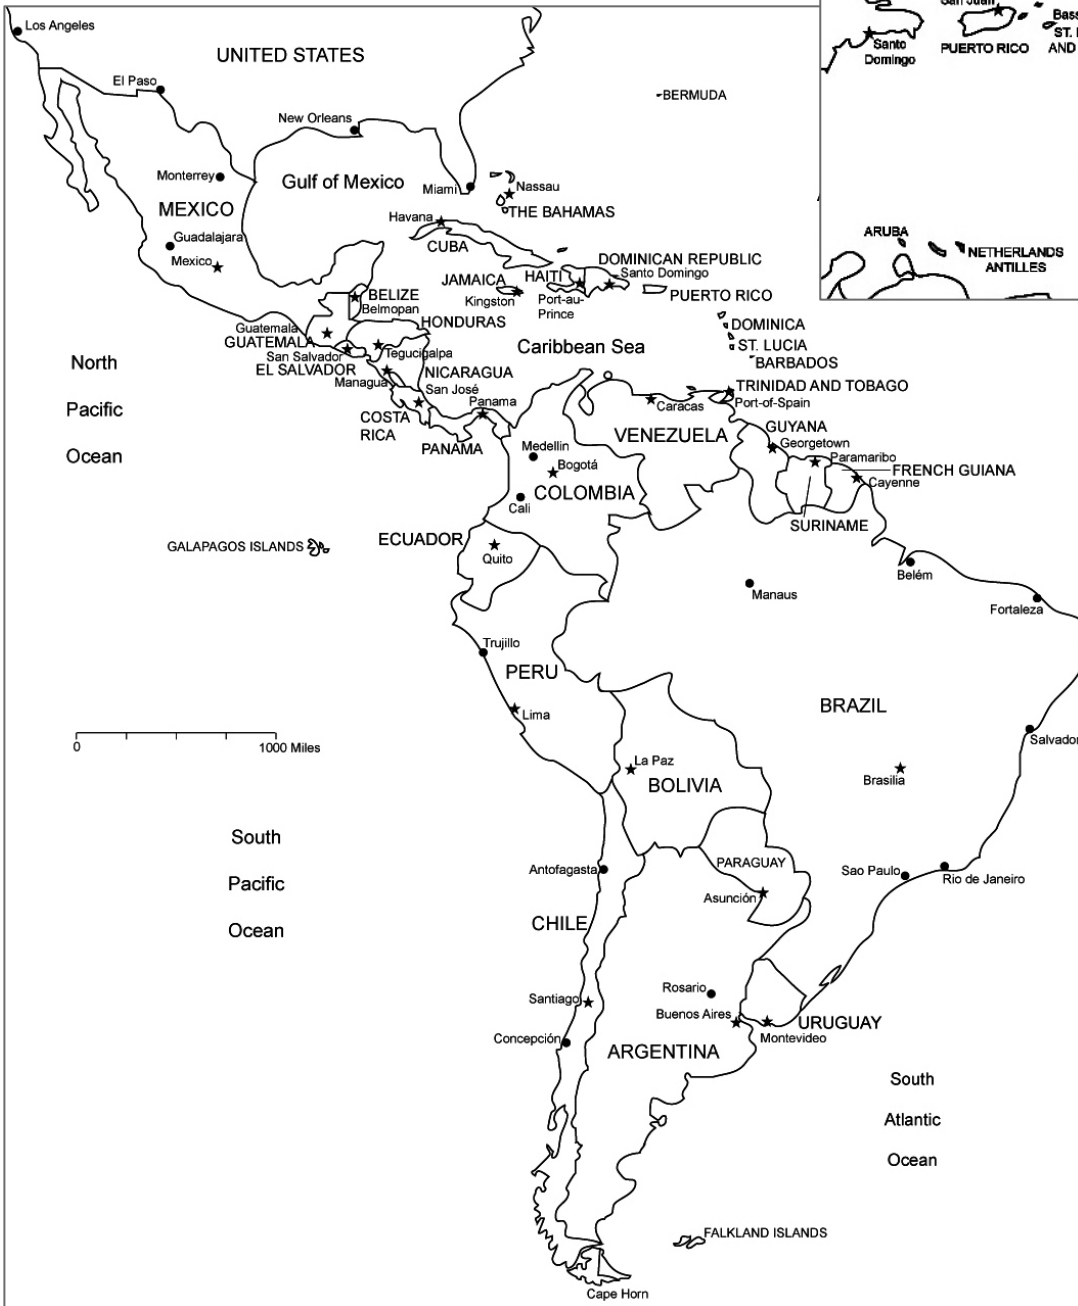 Los Angeles
UNITED STATES
El Paso
New Orleans
BERMUDA
San Juan
Bass
ST.
AND
Santo
Domingo
PUERTO RICO
ARUBA
NETHERLANDS
ANTILLES
Monterrey
Gulf of Mexico
Miami
Nassau
THE BAHAMAS
MEXICO
Guadalajara
Mexico
Havana
CUBA
DOMINICAN REPUBLIC
HAITI
Santo Domingo
JAMAICA
Kingston
Port-au-
Prince
PUERTO RICO
BELIZE
Belmopan
HONDURAS
Guatemala
GUATEMALA
San Salvador
Tegucigalpa
EL SALVADOR
NICARAGUA
Managua
San José
Panama
COSTA
RICA
PANAMA
Caribbean Sea
DOMINICA
ST. LUCIA
BARBADOS
TRINIDAD AND TOBAGO
Port-of-Spain
Caracas
VENEZUELA
GUYANA
Georgetown
Paramaribo
FRENCH GUIANA
Cayenne
SURINAME
North
Pacific
Ocean
Medellin
Bogotá
COLOMBIA
Cali
ECUADOR
Quito
GALAPAGOS ISLANDS
Belém
Manaus
Fortaleza
Trujillo
PERU
Lima
BRAZIL
Salvador
Brasilia
0
1000 Miles
La Paz
BOLIVIA
South
Pacific
Ocean
Antofagasta
PARAGUAY
Asunción
Sao Paulo
Rio de Janeiro
CHILE
Santiago
Rosario
Buenos Aires
URUGUAY
Montevideo
Concepción
ARGENTINA
South
Atlantic
Ocean
FALKLAND ISLANDS
Cape Horn